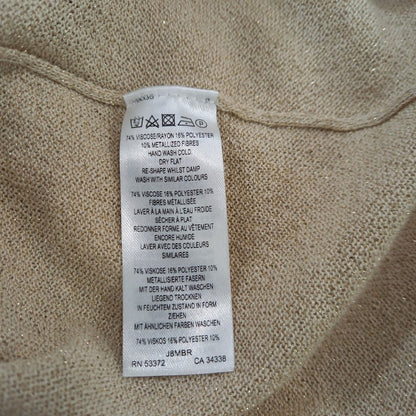 74% VISCOSE/RAYON 16% POLYESTER
10% METALLIZED FIBRES
HAND WASH COLD
DRY FLAT
RE-SHAPE WHILST DAMP
WASH WITH SIMILAR COLOURS
74% VISCOSE 16% POLYESTER 10%
FIBRES METALLISÉE
LAVER À LA MAIN À L'EAU FROIDE
SÉCHER À PLAT
REDONNER FORME AU VÊTEMENT
ENCORE HUMIDE
LAVER AVEC DES COULEURS
SIMILAIRES
74% VISKOSE 16% POLYESTER 10%
METALLISIERTE FASERN
MIT DER HAND KALT WASCHEN
LIEGEND TROCKNEN
IN FEUCHTEM ZUSTAND IN FORM
ZIEHEN
MIT ÄHNLICHEN FARBEN WASCHEN
74% VISKOS 16% POLYESTER 10%
J8MBR
RN 53372 CA 34338